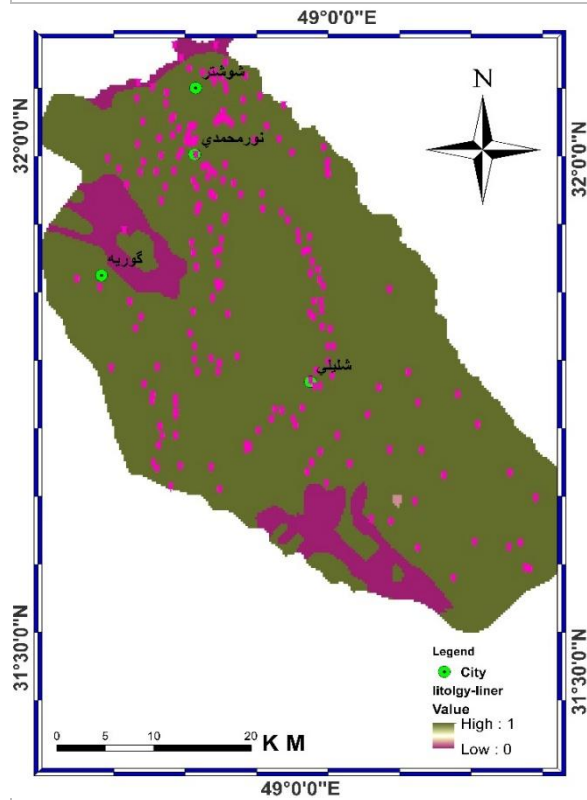 49°0'0"E
شوشتر
N
32°0'0"N
32°0'0"N
نورمحمدي
گوريه
شليلي
31°30'0"N
31°30'0"N
Legend
City
litolgy-liner
Value
High : 1
Low : 0
0 5 10 20
K M
49°0'0"E